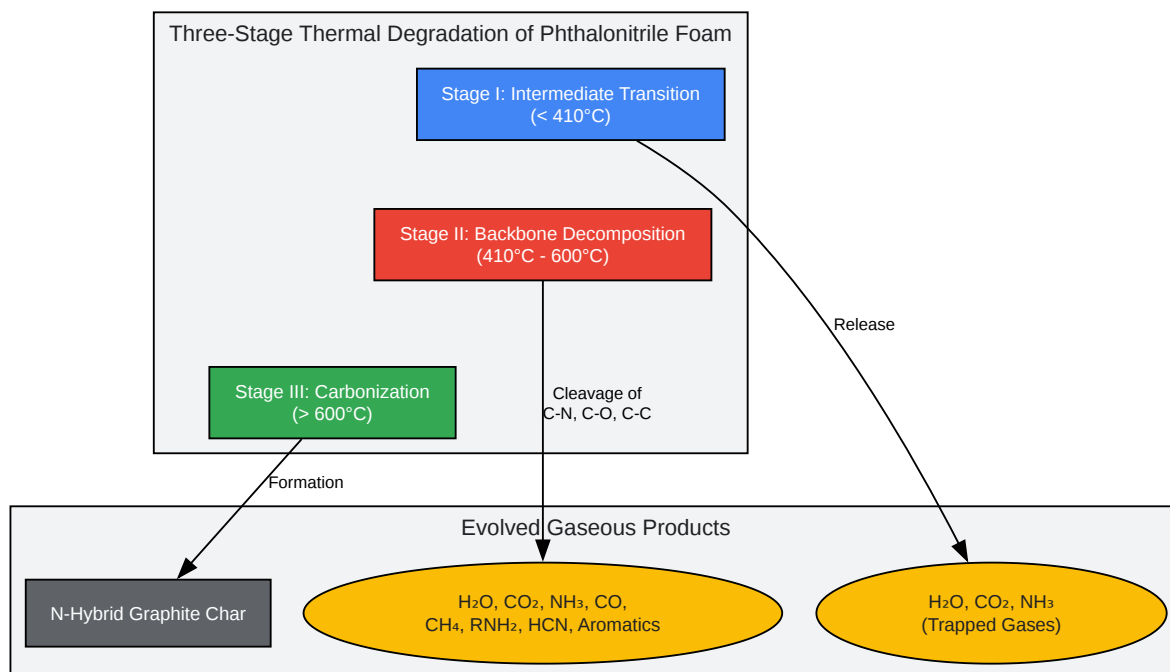 Three-Stage Thermal Degradation of Phthalonitrile Foam
Stage I: Intermediate Transition
(< 410°C)
Stage II: Backbone Decomposition
(410°C - 600°C)
Release
Stage III: Carbonization
(> 600°C)
Cleavage of
C-N, C-O, C-C
Formation
Evolved Gaseous Products
N-Hybrid Graphite Char
H₂O, CO₂, NH₃, CO,
CH₄, RNH₂, HCN, Aromatics
H₂O, CO₂, NH₃
(Trapped Gases)